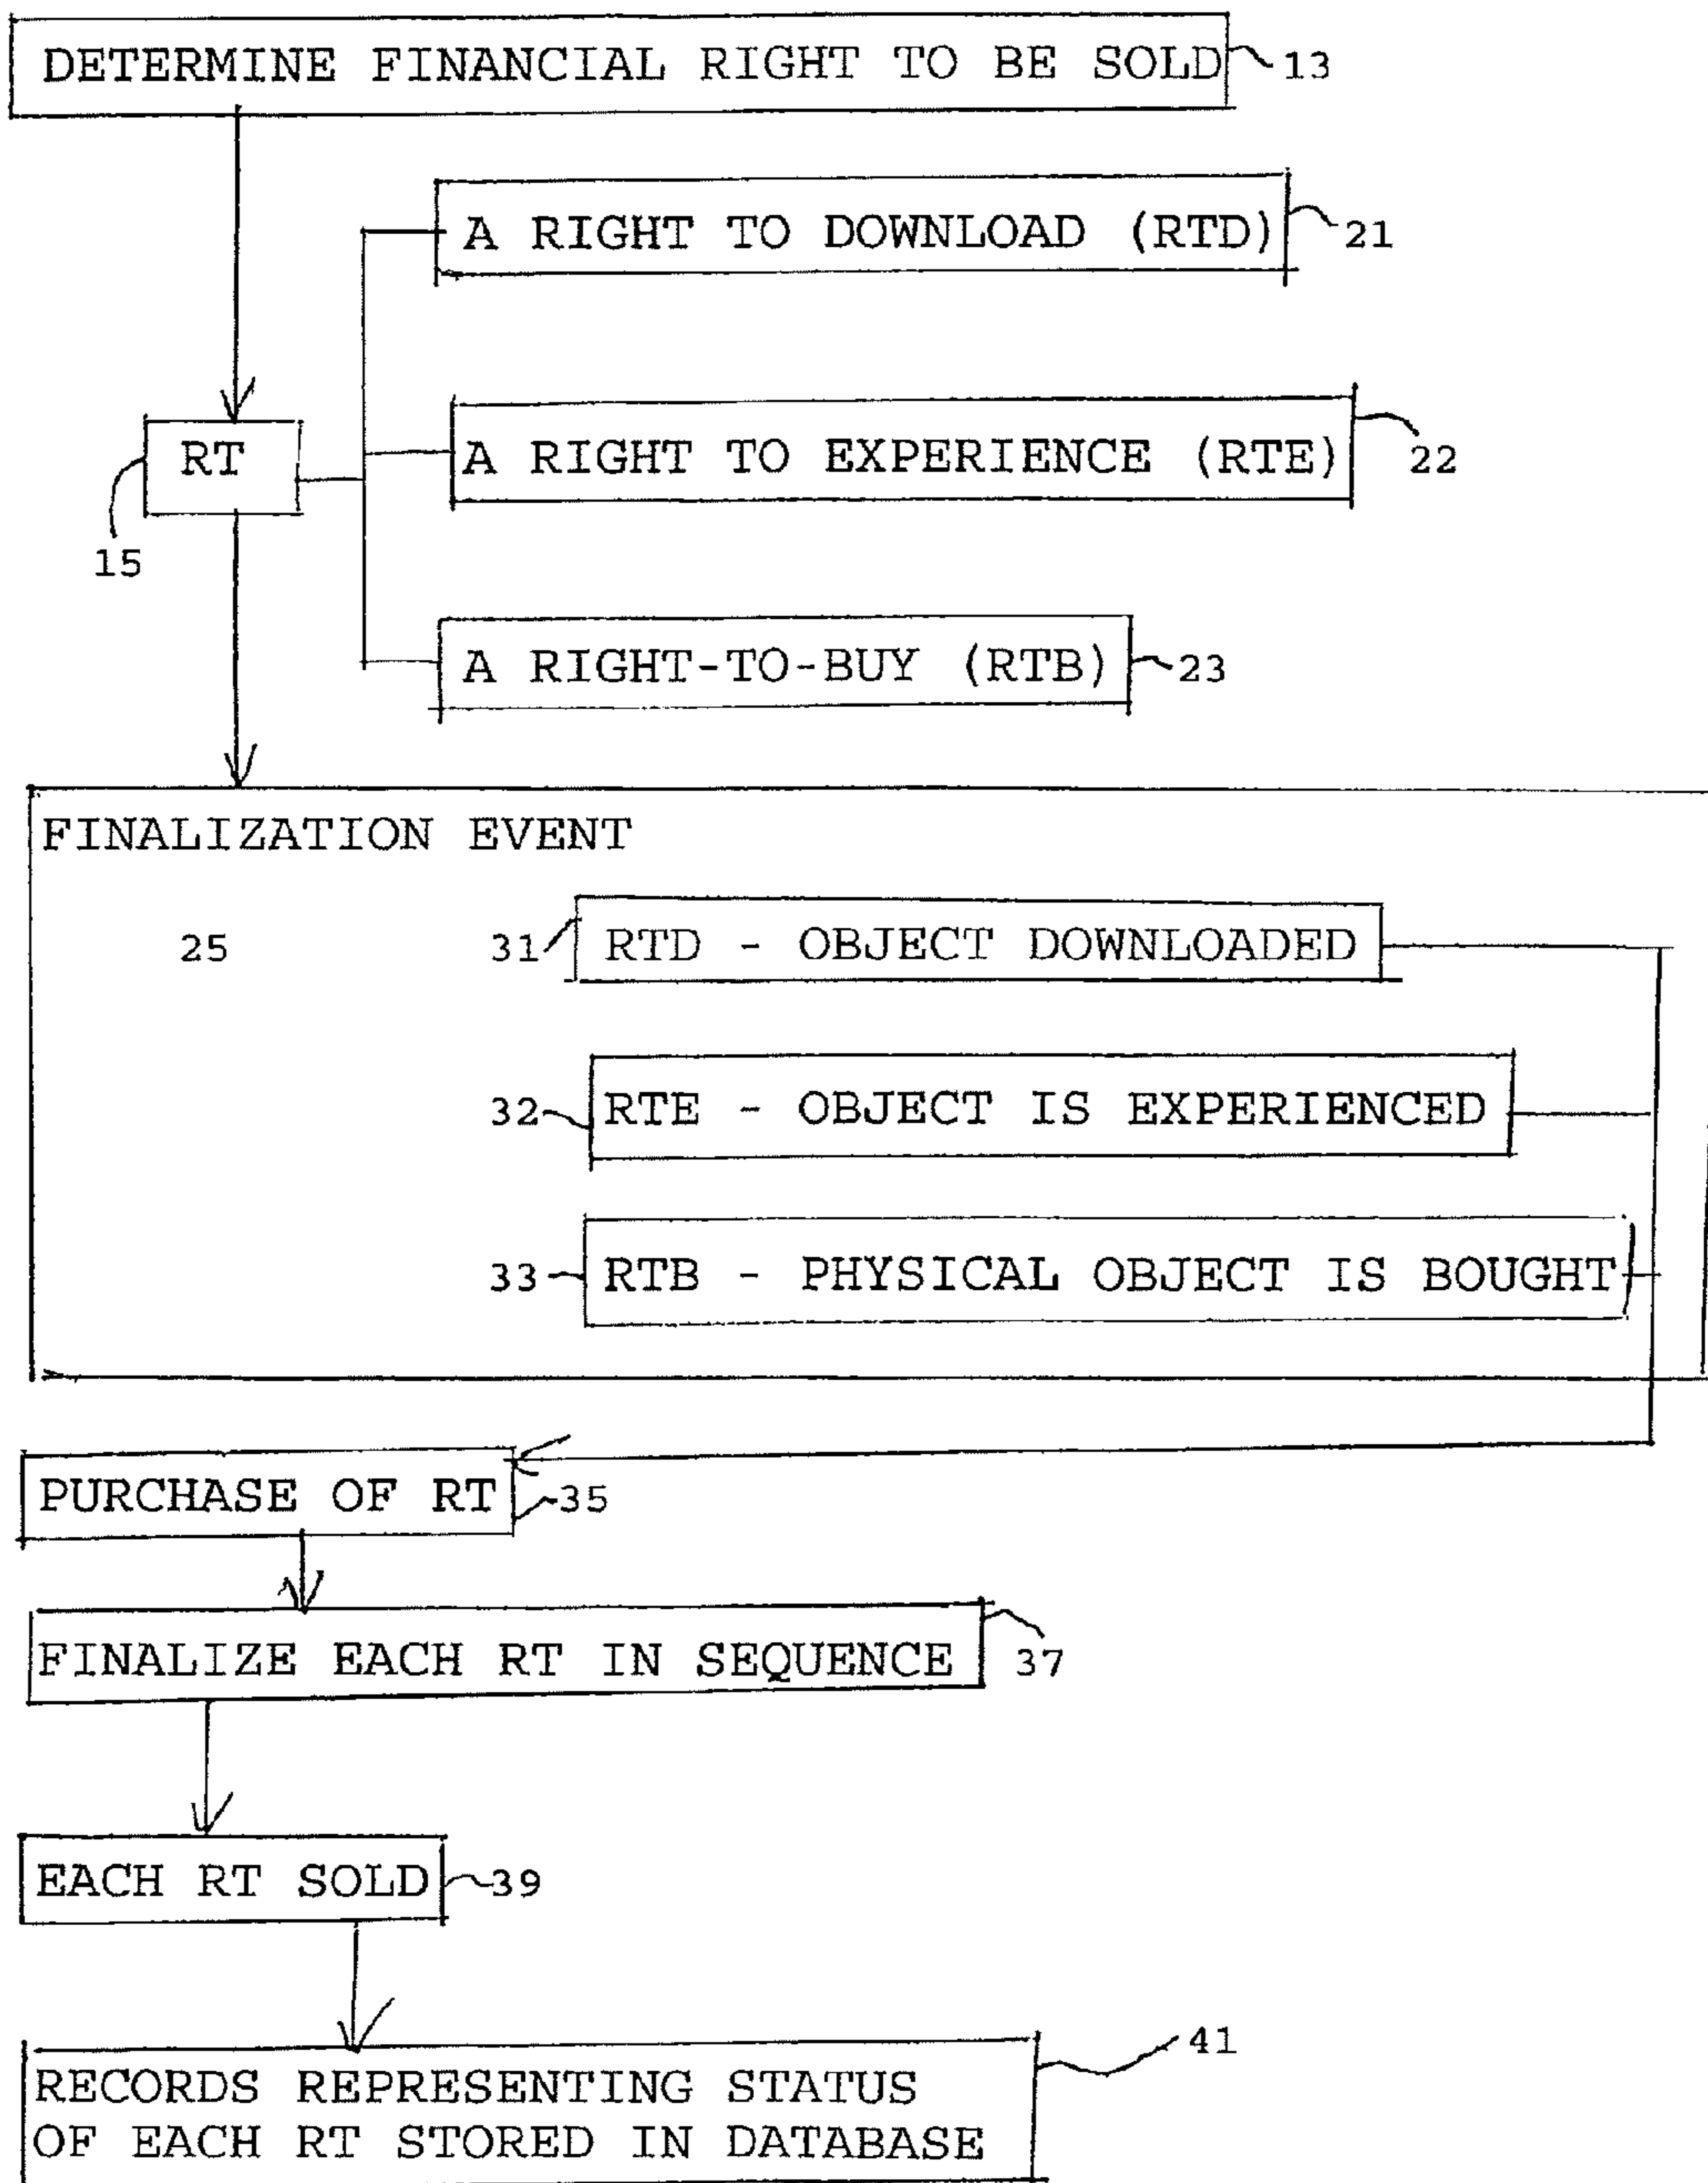 DETERMINE FINANCIAL RIGHT TO BE SOLD 13
A RIGHT TO DOWNLOAD (RTD) 21
RT
A RIGHT TO EXPERIENCE (RTE) 22
15
A RIGHT-TO-BUY (RTB) 23
FINALIZATION EVENT
25
31 RTD - OBJECT DOWNLOADED
32 RTE - OBJECT IS EXPERIENCED
33 RTB - PHYSICAL OBJECT IS BOUGHT
PURCHASE OF RT 35
FINALIZE EACH RT IN SEQUENCE 37
EACH RT SOLD 39
41
RECORDS REPRESENTING STATUS
OF EACH RT STORED IN DATABASE